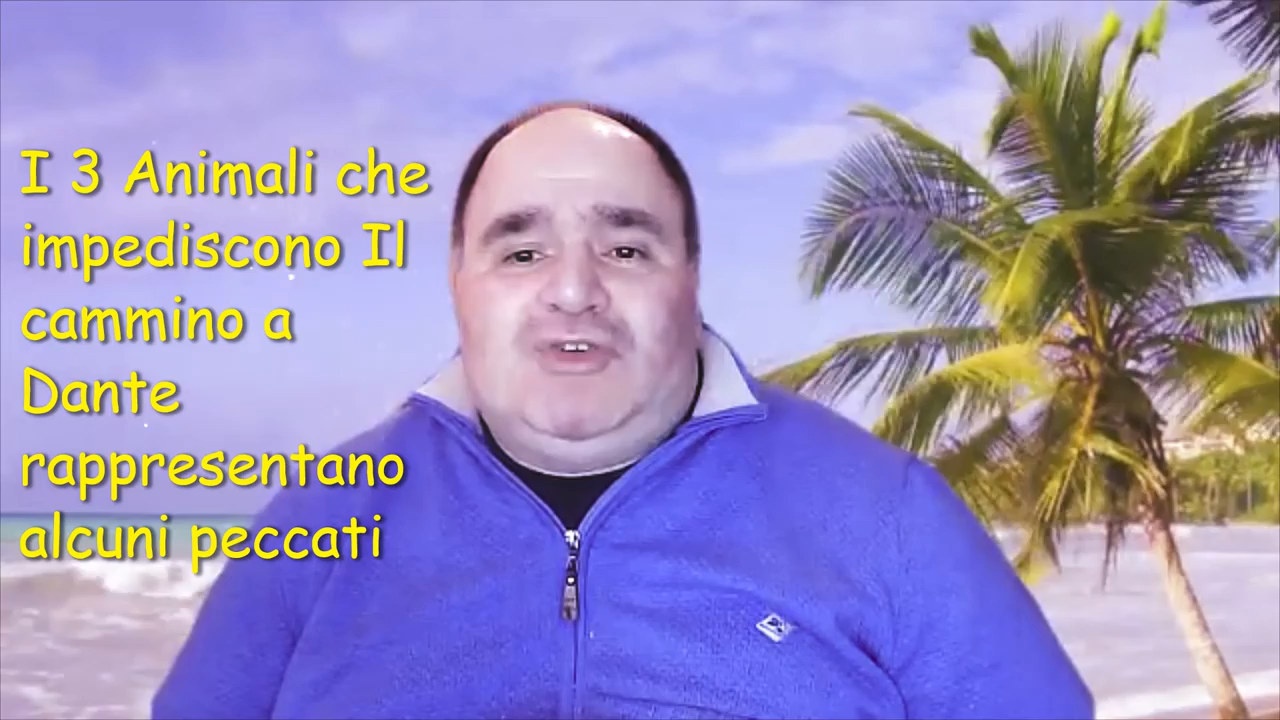 I 3 Animali che
impediscono Il
cammino a
Dante
rappresentano
alcuni peccati